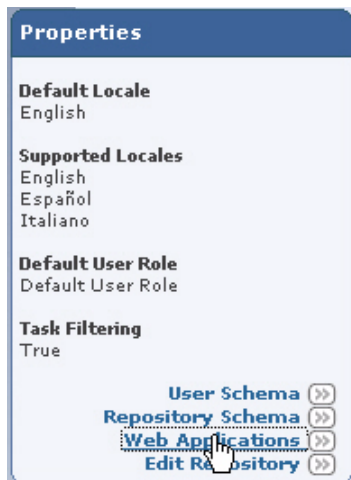 Properties
Default Locale
English
Supported Locales
English
Español
Italiano
Default User Role
Default User Role
Task Filtering
True
User Schema
Repository Schema
Web Applications
Edit Repository